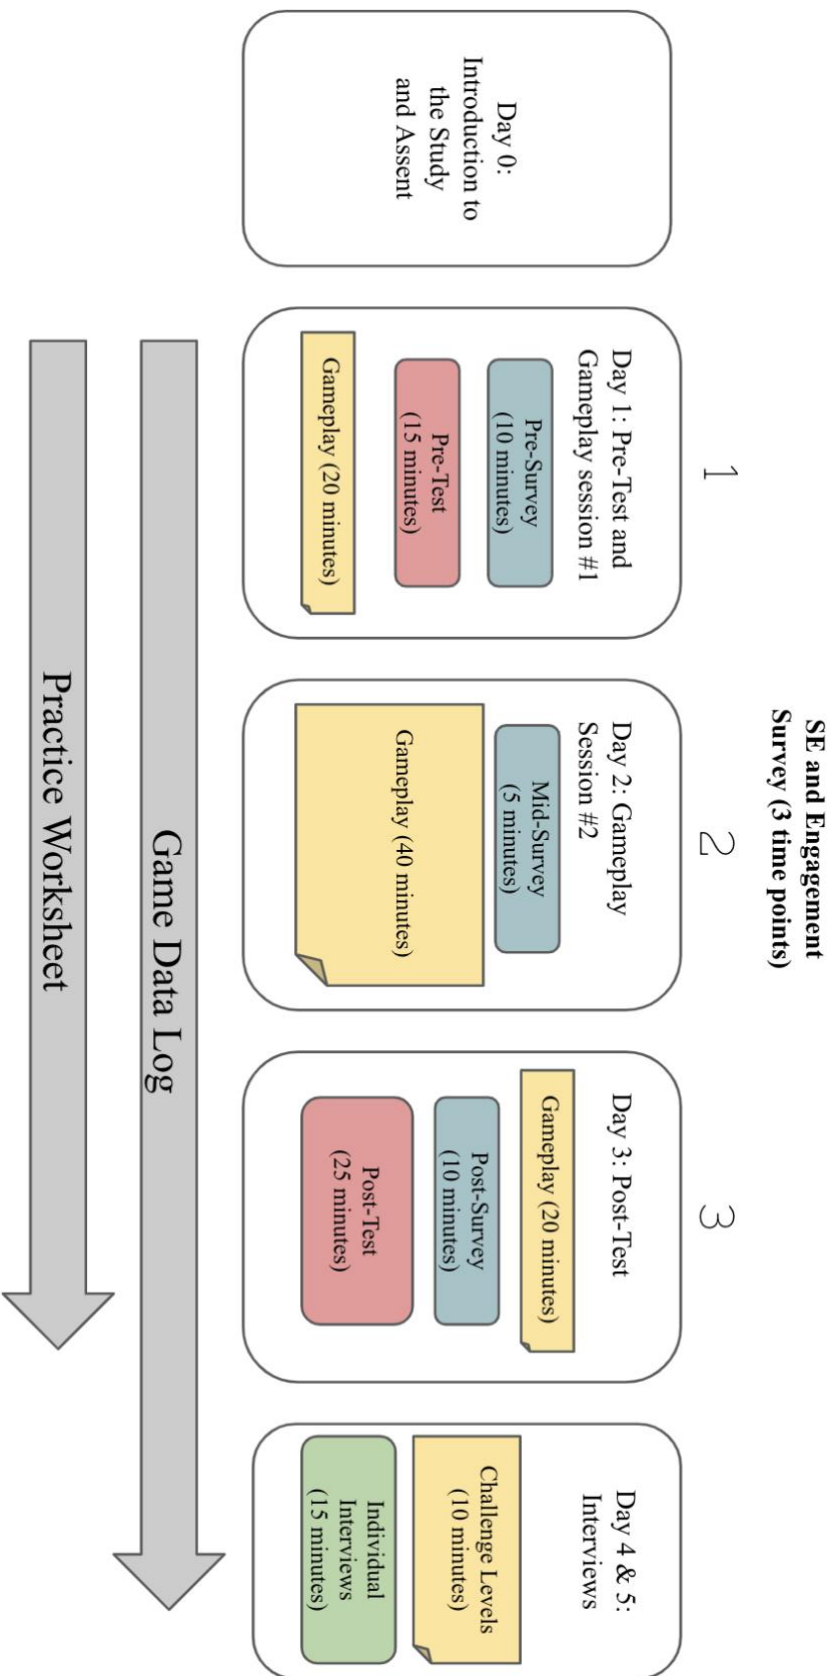 SE and Engagement
Survey (3 time points)
1
2
3
Day 0:
Introduction to
the Study
and Assent
Day 1: Pre-Test and
Gameplay session #1
Pre-Survey
(10 minutes)
Pre-Test
(15 minutes)
Gameplay (20 minutes)
Day 2: Gameplay
Session #2
Mid-Survey
(5 minutes)
Gameplay (40 minutes)
Day 3: Post-Test
Gameplay (20 minutes)
Post-Survey
(10 minutes)
Post-Test
(25 minutes)
Day 4 & 5:
Interviews
Challenge Levels
(10 minutes)
Individual
Interviews
(15 minutes)
Game Data Log
Practice Worksheet